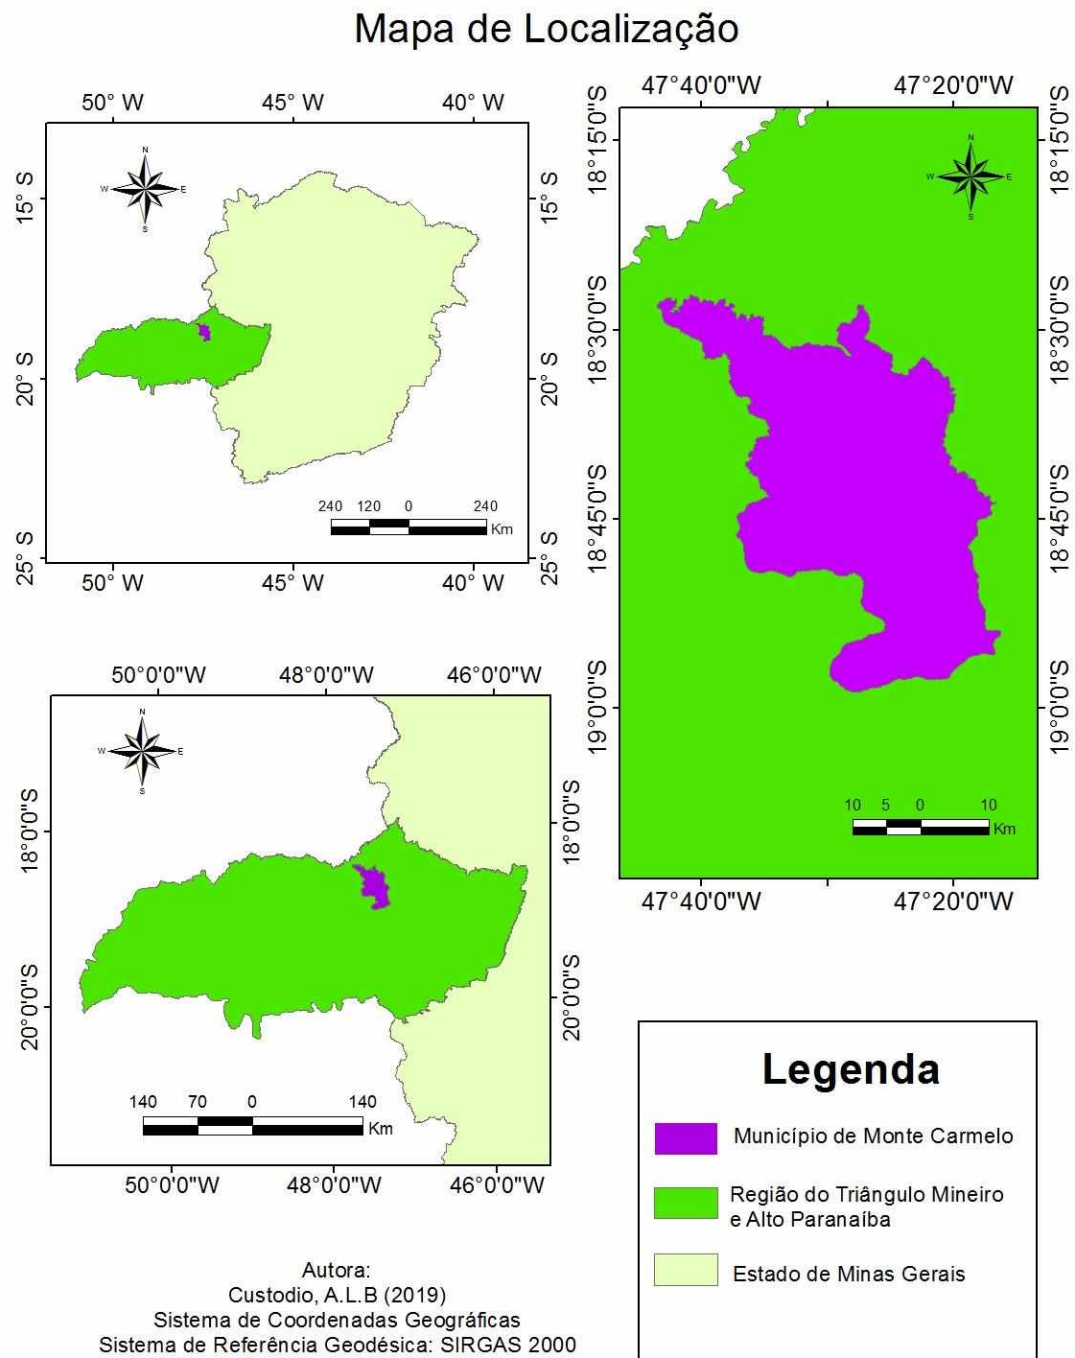 Mapa de Localização
50° W 45° W 40° W
N
W E
S
15° S 15° S
20° S 20° S
25° S 25° S
240 120 0 240
Km
50° W 45° W 40° W
47°40'0"W 47°20'0"W
N
W E
S
18°15'0"S 18°15'0"S
18°30'0"S 18°30'0"S
18°45'0"S 18°45'0"S
19°0'0"S 19°0'0"S
10 5 0 10
Km
47°40'0"W 47°20'0"W
50°0'0"W 48°0'0"W 46°0'0"W
N
W E
S
18°0'0"S 18°0'0"S
20°0'0"S 20°0'0"S
140 70 0 140
Km
50°0'0"W 48°0'0"W 46°0'0"W
Legenda
Município de Monte Carmelo
Região do Triângulo Mineiro
e Alto Paranaíba
Estado de Minas Gerais
Autora:
Custodio, A.L.B (2019)
Sistema de Coordenadas Geográficas
Sistema de Referência Geodésica: SIRGAS 2000